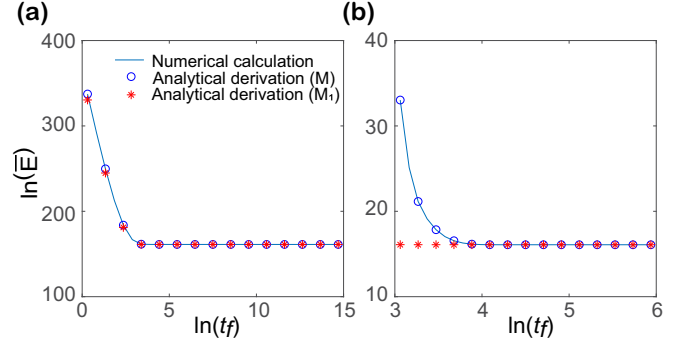 (a)
(b)
400
300
200
100
ln(E̅)
Numerical calculation
Analytical derivation (M)
Analytical derivation (M₁)
0
5
10
15
ln(tf)
40
30
20
10
3
4
5
6
ln(tf)